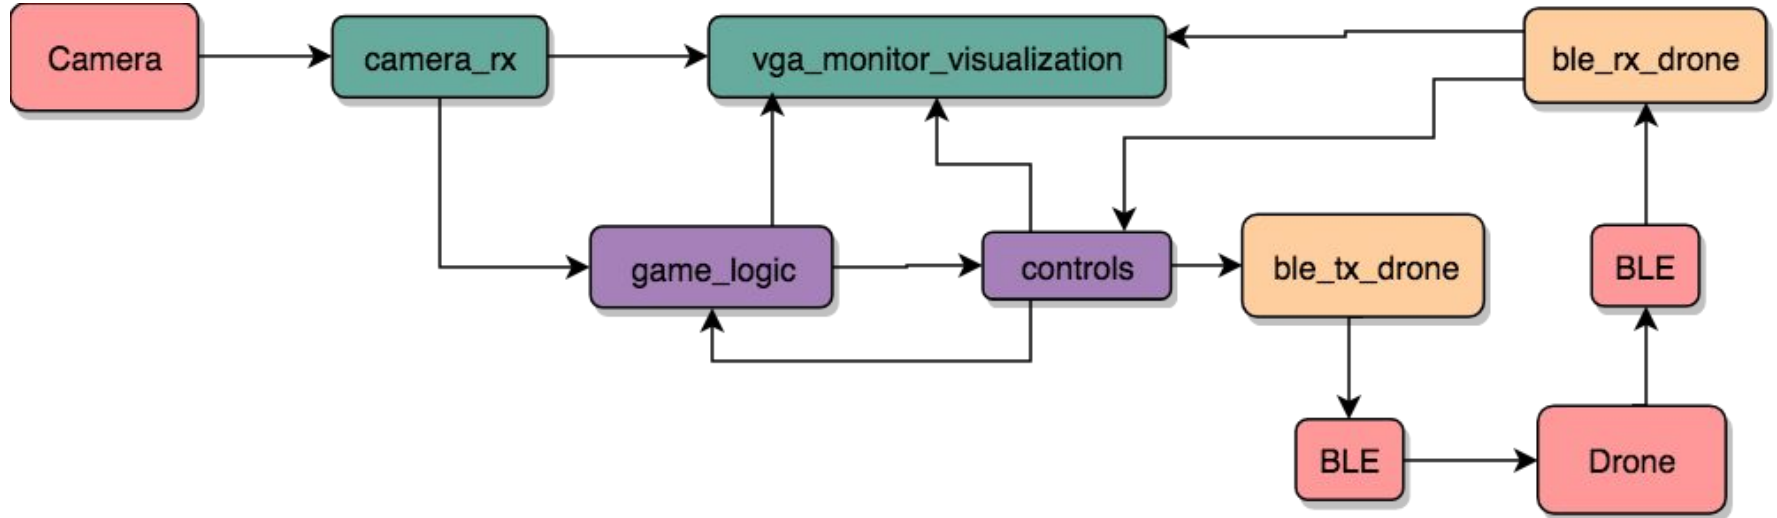 Camera
camera_rx
vga_monitor_visualization
ble_rx_drone
game_logic
controls
ble_tx_drone
BLE
BLE
Drone